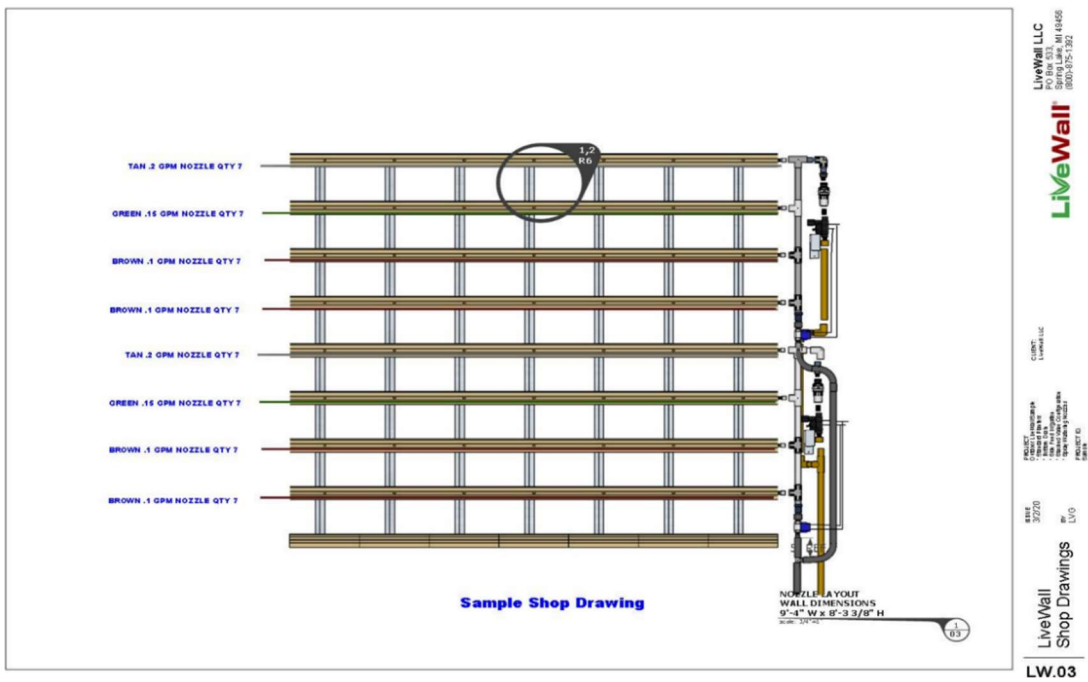 TAN .2 GPM NOZZLE QTY 7
1,2
R6
GREEN .15 GPM NOZZLE QTY 7
BROWN .1 GPM NOZZLE QTY 7
BROWN .1 GPM NOZZLE QTY 7
TAN .2 GPM NOZZLE QTY 7
GREEN .15 GPM NOZZLE QTY 7
BROWN .1 GPM NOZZLE QTY 7
BROWN .1 GPM NOZZLE QTY 7
Sample Shop Drawing
NOZZLE LAYOUT
WALL DIMENSIONS
9'-4" W x 8'-3 3/8" H
1
03
LiveWall LLC
PO Box 533,
Spring Lake, MI 49456
(800)-875-1392
LiveWall
CLIENT:
LiveWall LLC
PROJECT
PROJECT ID:
ISSUE
3/2/20
BY
LVG
LiveWall
Shop Drawings
LW.03